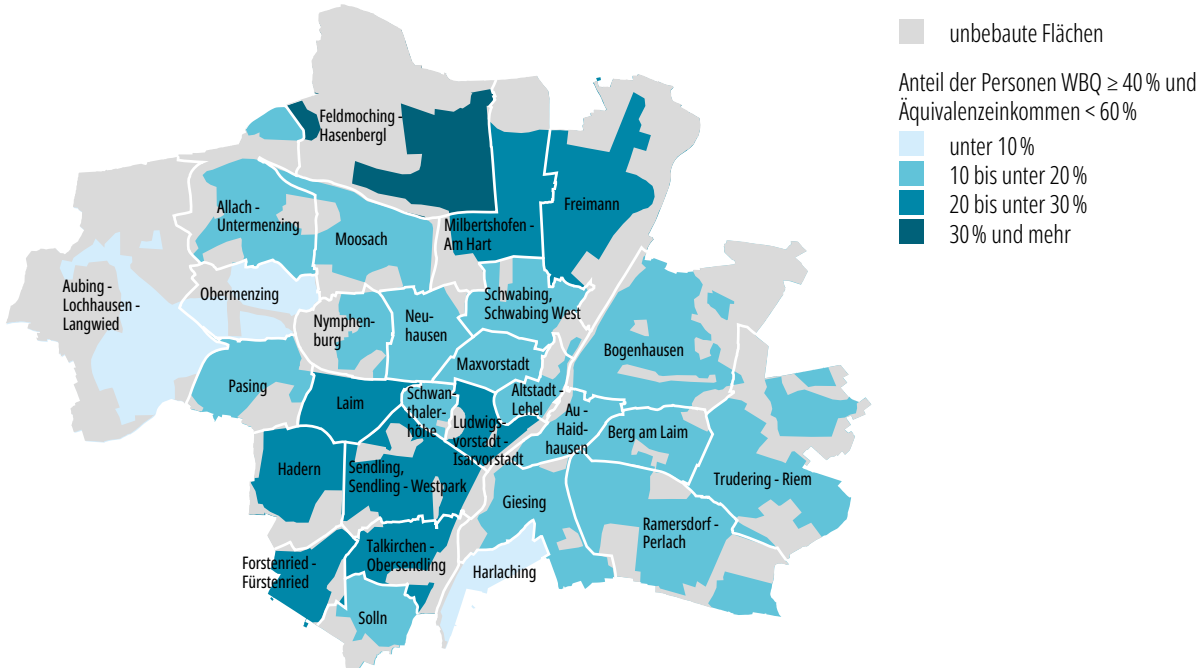 unbebaute Flächen
Anteil der Personen WBQ ≥ 40 % und
Äquivalenzeinkommen < 60 %
unter 10 %
10 bis unter 20 %
20 bis unter 30 %
30 % und mehr
Feldmoching -
Hasenbergl
Allach -
Untermenzing
Moosach
Milbertshofen -
Am Hart
Freimann
Aubing -
Lochhausen -
Langwied
Obermenzing
Nymphen-
burg
Neu-
hausen
Schwabing,
Schwabing West
Bogenhausen
Maxvorstadt
Pasing
Laim
Schwan-
thaler-
höhe
Ludwigs-
vorstadt -
Isarvorstadt
Altstadt -
Lehel
Au -
Haid-
hausen
Berg am Laim
Trudering - Riem
Hadern
Sendling,
Sendling - Westpark
Giesing
Ramersdorf -
Perlach
Forstenried -
Fürstenried
Talkirchen -
Obersendling
Harlaching
Solln